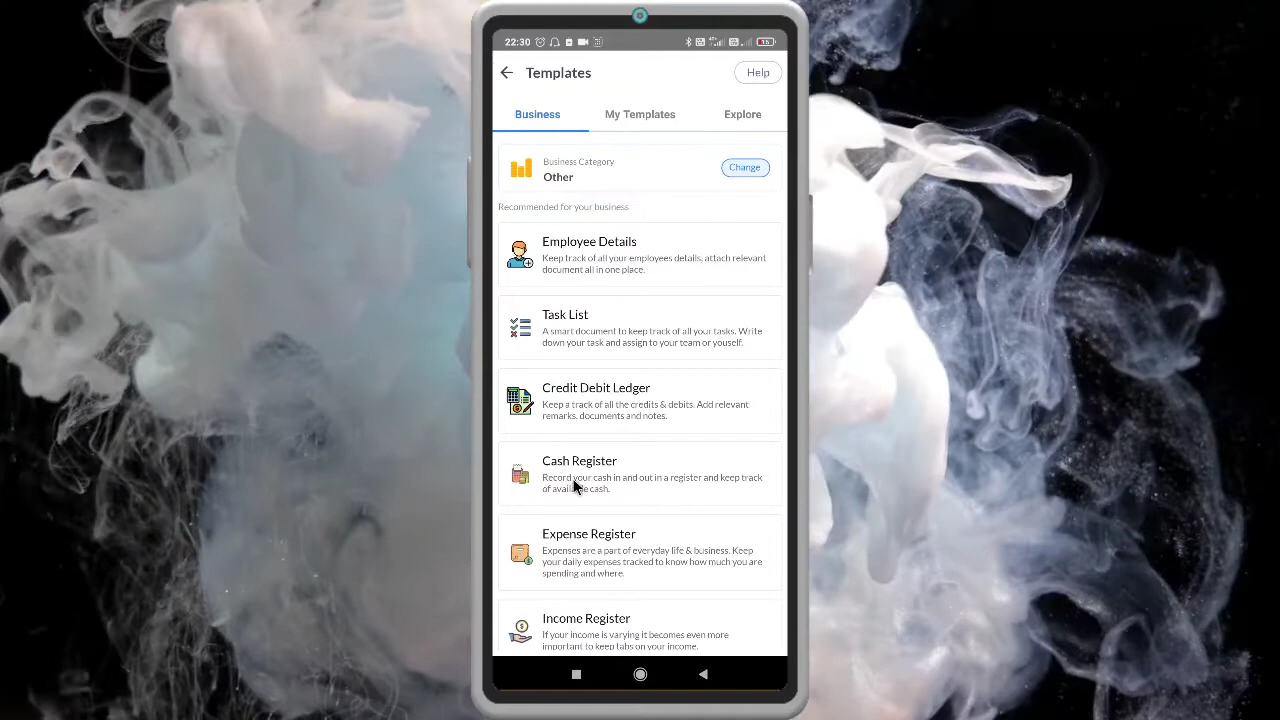 22:30
Templates
Help
Business
My Templates
Explore
Business Category
Other
Change
Recommended for your business
Employee Details
Keep track of all your employees details, attach relevant
document all in one place.
Task List
A smart document to keep track of all your tasks. Write
down your task and assign to your team or youself.
Credit Debit Ledger
Keep a track of all the credits & debits. Add relevant
remarks, documents and notes.
Cash Register
Record your cash in and out in a register and keep track
of available cash.
Expense Register
Expenses are a part of everyday life & business. Keep
your daily expenses tracked to know how much you are
spending and where.
Income Register
If your income is varying it becomes even more
important to keep tabs on your income.